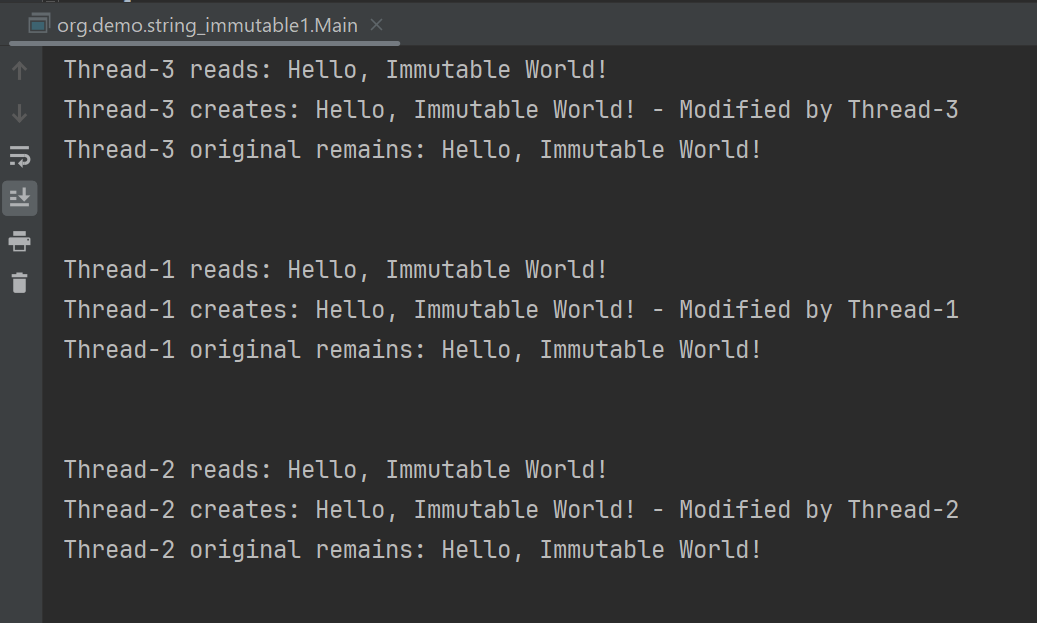 org.demo.string_immutable1.Main
Thread-3 reads: Hello, Immutable World!
Thread-3 creates: Hello, Immutable World! - Modified by Thread-3
Thread-3 original remains: Hello, Immutable World!
Thread-1 reads: Hello, Immutable World!
Thread-1 creates: Hello, Immutable World! - Modified by Thread-1
Thread-1 original remains: Hello, Immutable World!
Thread-2 reads: Hello, Immutable World!
Thread-2 creates: Hello, Immutable World! - Modified by Thread-2
Thread-2 original remains: Hello, Immutable World!